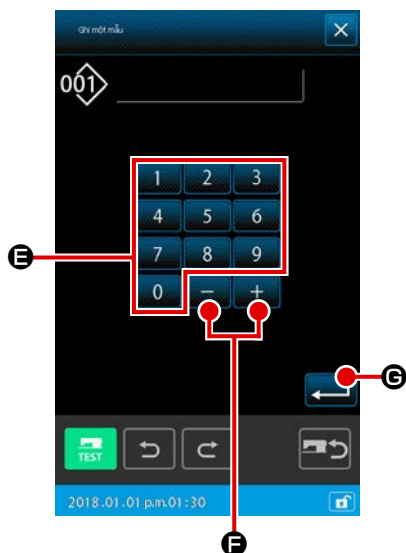 Ghi một mẫu
001
1 2 3
4 5 6
E
7 8 9
0 − +
G
TEST
2018.01.01 p.m.01:30
F